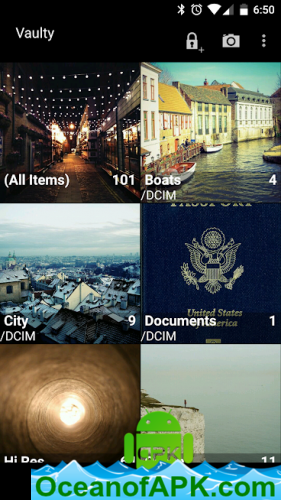 6:50
Vaulty
(All Items) 101
Boats 4
/DCIM
PASSPORT
City 9
/DCIM
United States
of America
Documents 1
/DCIM
Hi Res
11
APK
OceanofAPK.com